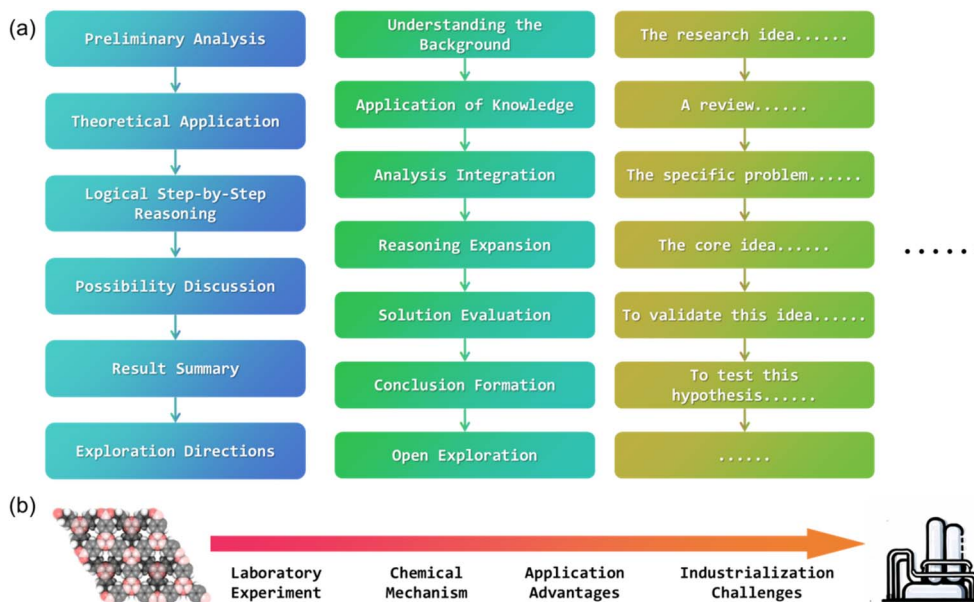 (a)
Preliminary Analysis
Theoretical Application
Logical Step-by-Step
Reasoning
Possibility Discussion
Result Summary
Exploration Directions
Understanding the
Background
Application of Knowledge
Analysis Integration
Reasoning Expansion
Solution Evaluation
Conclusion Formation
Open Exploration
The research idea......
A review......
The specific problem......
The core idea......
To validate this idea......
To test this
hypothesis......
......
.....
(b)
Laboratory
Experiment
Chemical
Mechanism
Application
Advantages
Industrialization
Challenges